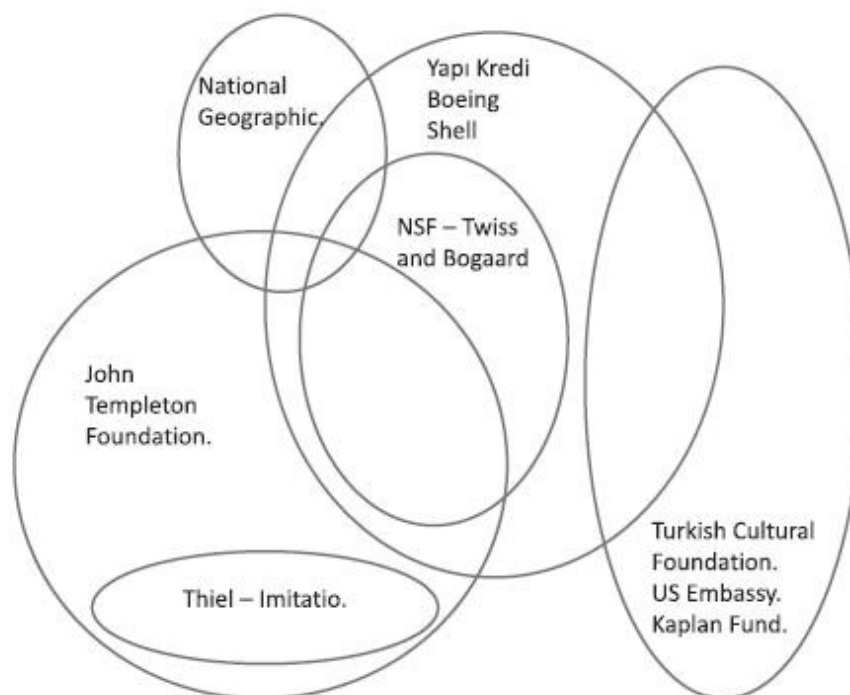 National
Geographic.
Yapı Kredi
Boeing
Shell
NSF – Twiss
and Bogaard
John
Templeton
Foundation.
Turkish Cultural
Foundation.
US Embassy.
Kaplan Fund.
Thiel – Imitatio.